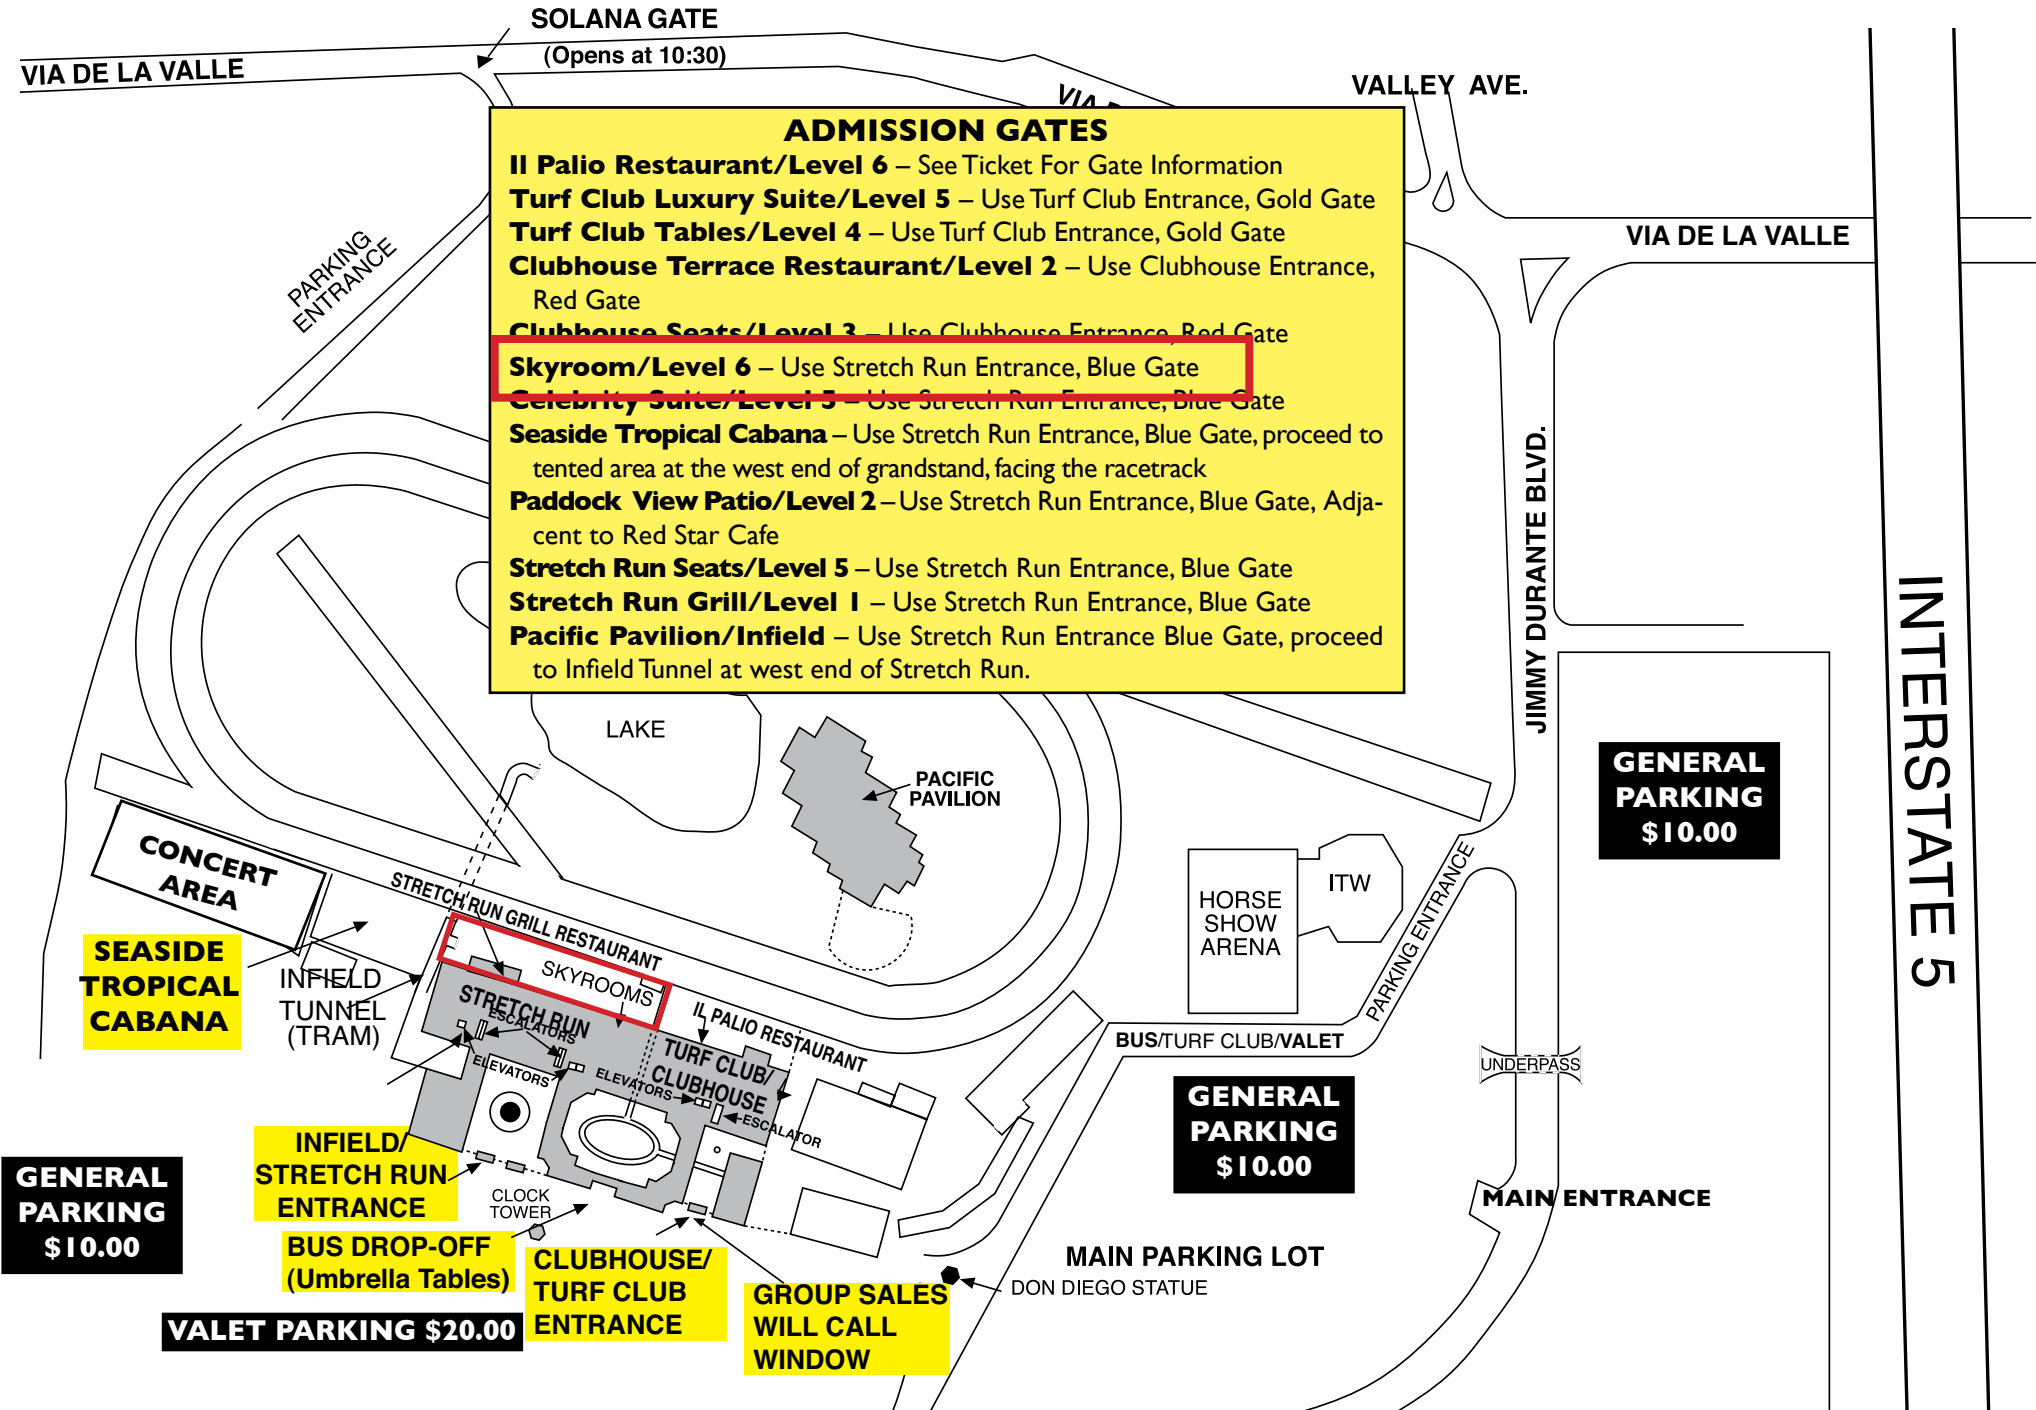 SOLANA GATE
(Opens at 10:30)
VIA DE LA VALLE
VALLEY AVE.
VIA
ADMISSION GATES
Il Palio Restaurant/Level 6 – See Ticket For Gate Information
Turf Club Luxury Suite/Level 5 – Use Turf Club Entrance, Gold Gate
Turf Club Tables/Level 4 – Use Turf Club Entrance, Gold Gate
Clubhouse Terrace Restaurant/Level 2 – Use Clubhouse Entrance,
Red Gate
Clubhouse Seats/Level 3 – Use Clubhouse Entrance, Red Gate
Skyroom/Level 6 – Use Stretch Run Entrance, Blue Gate
Celebrity Suite/Level 5 – Use Stretch Run Entrance, Blue Gate
Seaside Tropical Cabana – Use Stretch Run Entrance, Blue Gate, proceed to
tented area at the west end of grandstand, facing the racetrack
Paddock View Patio/Level 2 – Use Stretch Run Entrance, Blue Gate, Adja-
cent to Red Star Cafe
Stretch Run Seats/Level 5 – Use Stretch Run Entrance, Blue Gate
Stretch Run Grill/Level 1 – Use Stretch Run Entrance, Blue Gate
Pacific Pavilion/Infield – Use Stretch Run Entrance Blue Gate, proceed
to Infield Tunnel at west end of Stretch Run.
VIA DE LA VALLE
PARKING
ENTRANCE
JIMMY DURANTE BLVD.
INTERSTATE 5
LAKE
PACIFIC
PAVILION
GENERAL
PARKING
$10.00
CONCERT
AREA
STRETCH RUN GRILL RESTAURANT
HORSE
SHOW
ARENA
ITW
PARKING ENTRANCE
SEASIDE
TROPICAL
CABANA
INFIELD
TUNNEL
(TRAM)
SKYROOMS
STRETCH RUN
ESCALATORS
ELEVATORS
IL PALIO RESTAURANT
TURF CLUB/
CLUBHOUSE
ELEVATORS
ESCALATOR
BUS/TURF CLUB/VALET
UNDERPASS
GENERAL
PARKING
$10.00
INFIELD/
STRETCH RUN
ENTRANCE
GENERAL
PARKING
$10.00
CLOCK
TOWER
MAIN ENTRANCE
BUS DROP-OFF
(Umbrella Tables)
CLUBHOUSE/
TURF CLUB
ENTRANCE
MAIN PARKING LOT
DON DIEGO STATUE
GROUP SALES
WILL CALL
WINDOW
VALET PARKING $20.00